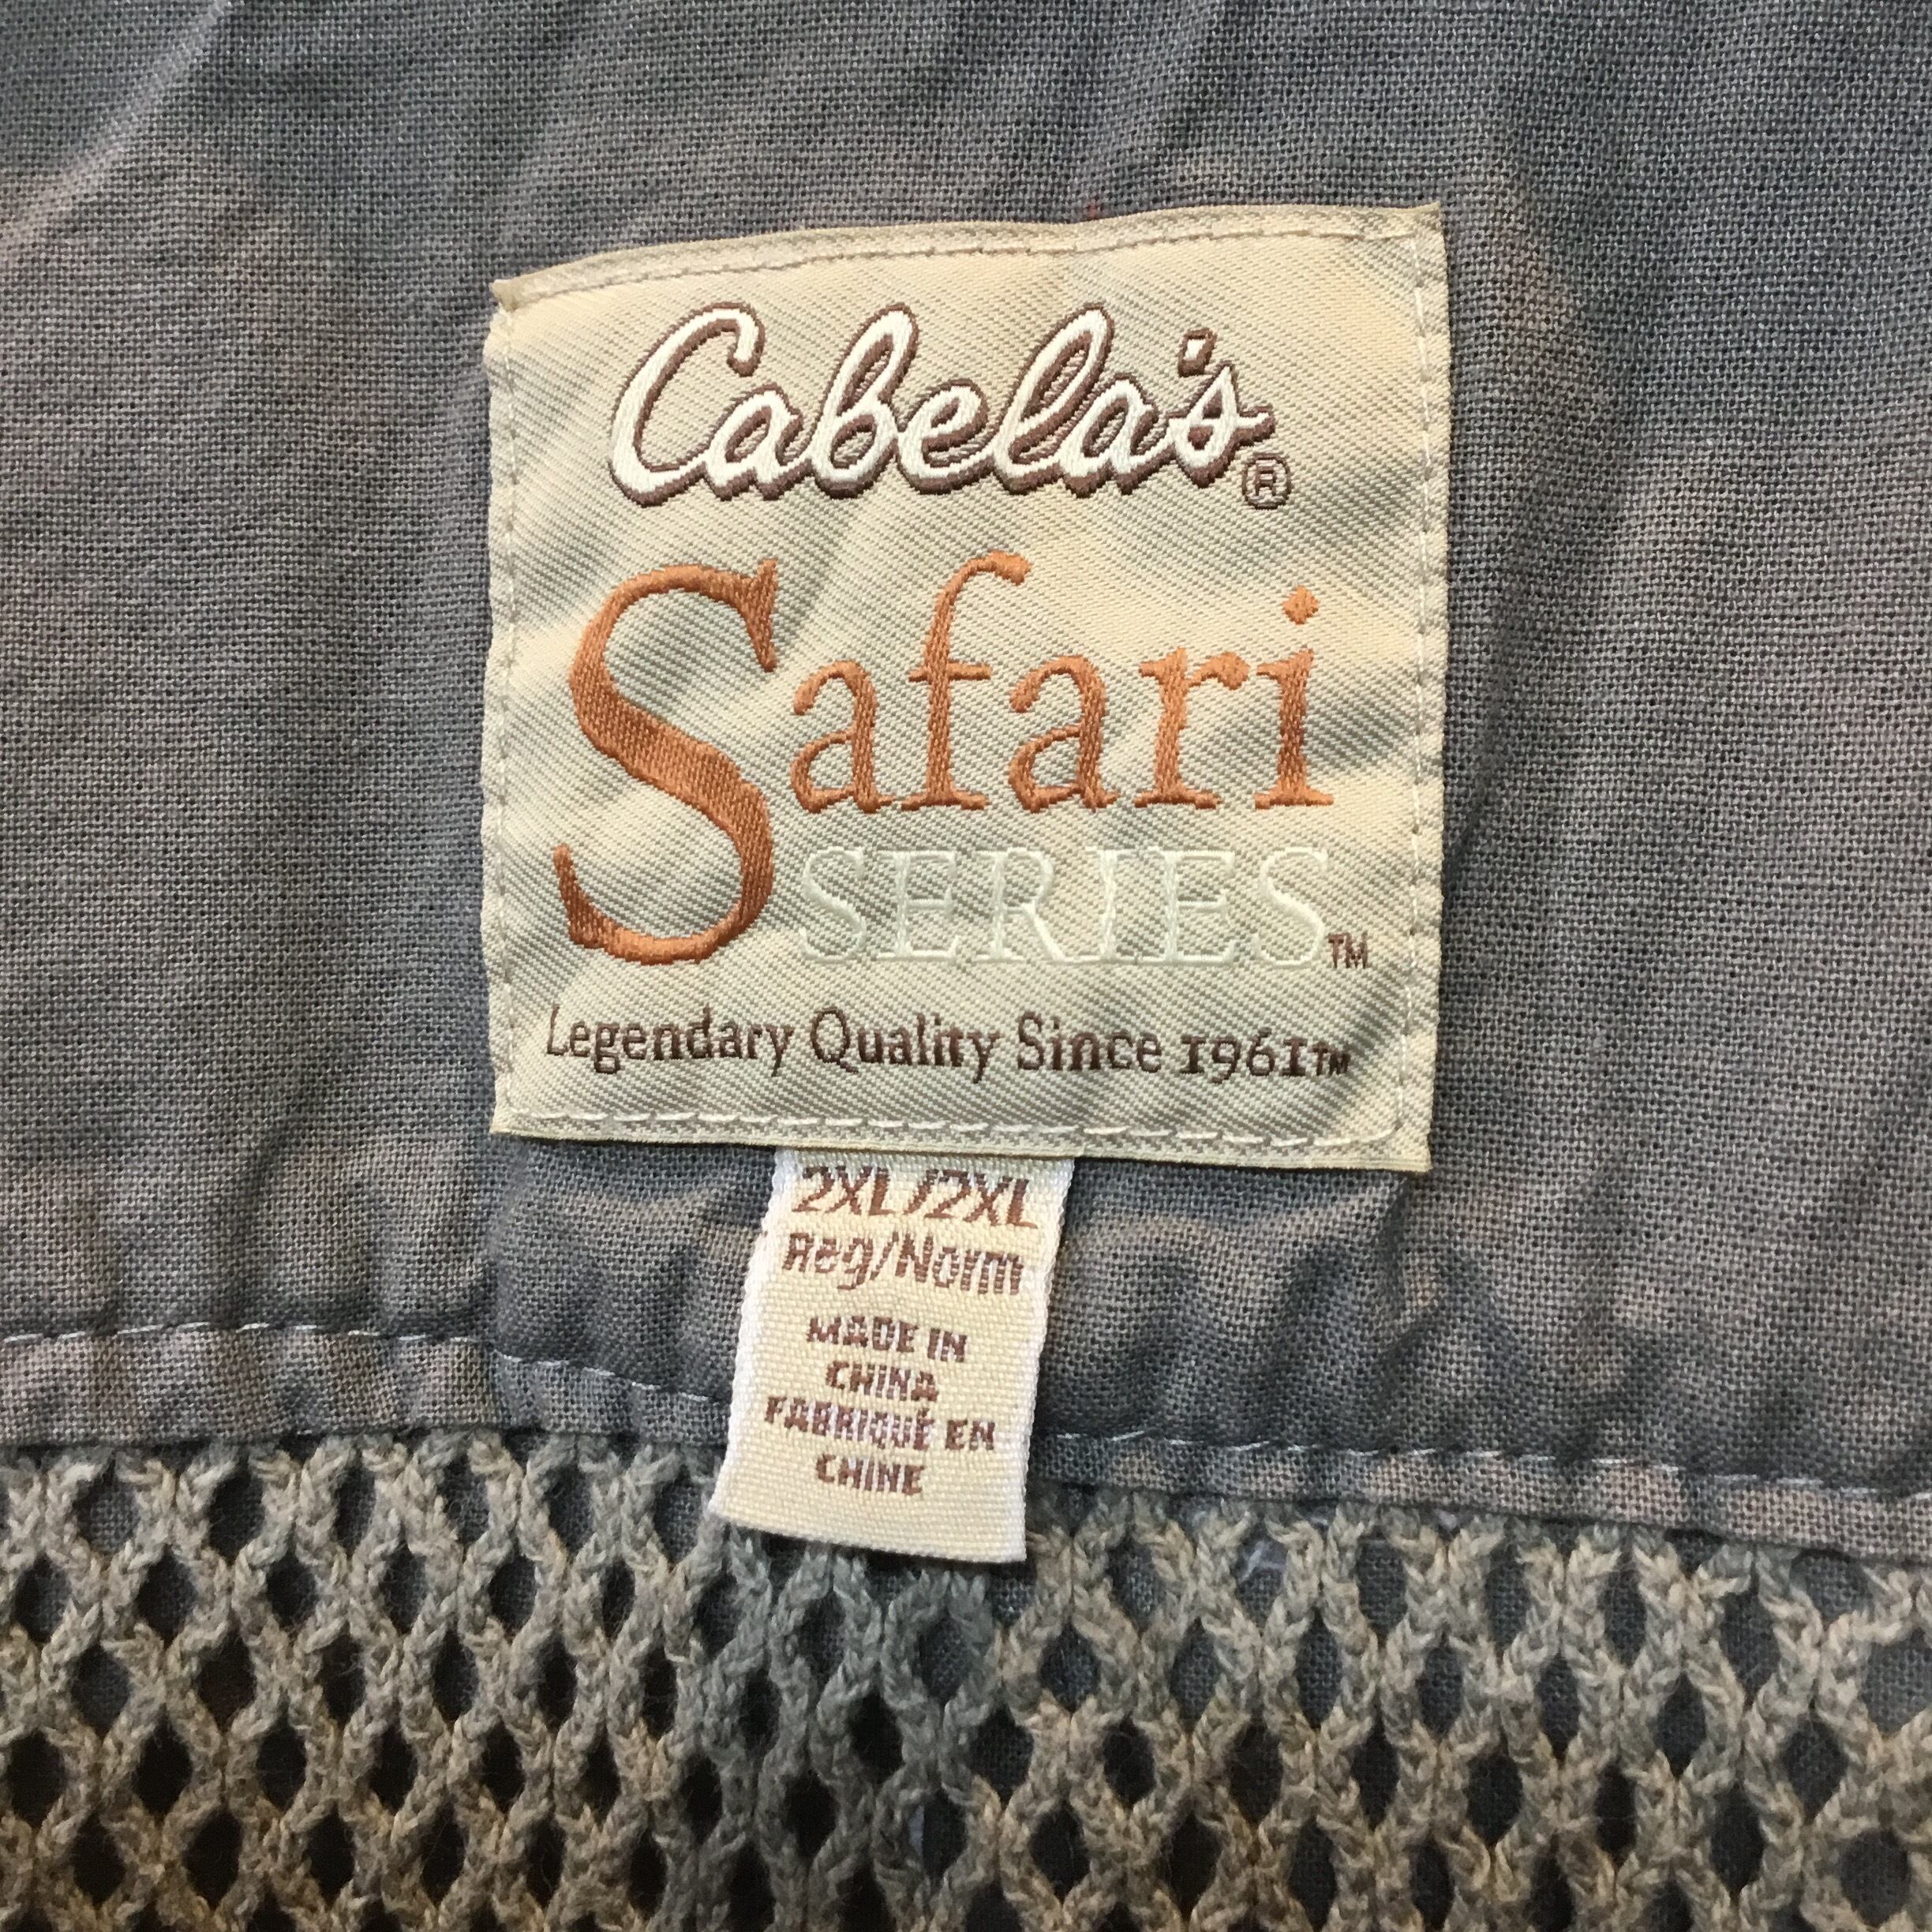 Cabela's®
Safari
SERIES™
Legendary Quality Since 1961™
2XL/2XL
Reg/Norm
MADE IN
CHINA
FABRIQUÉ EN
CHINE